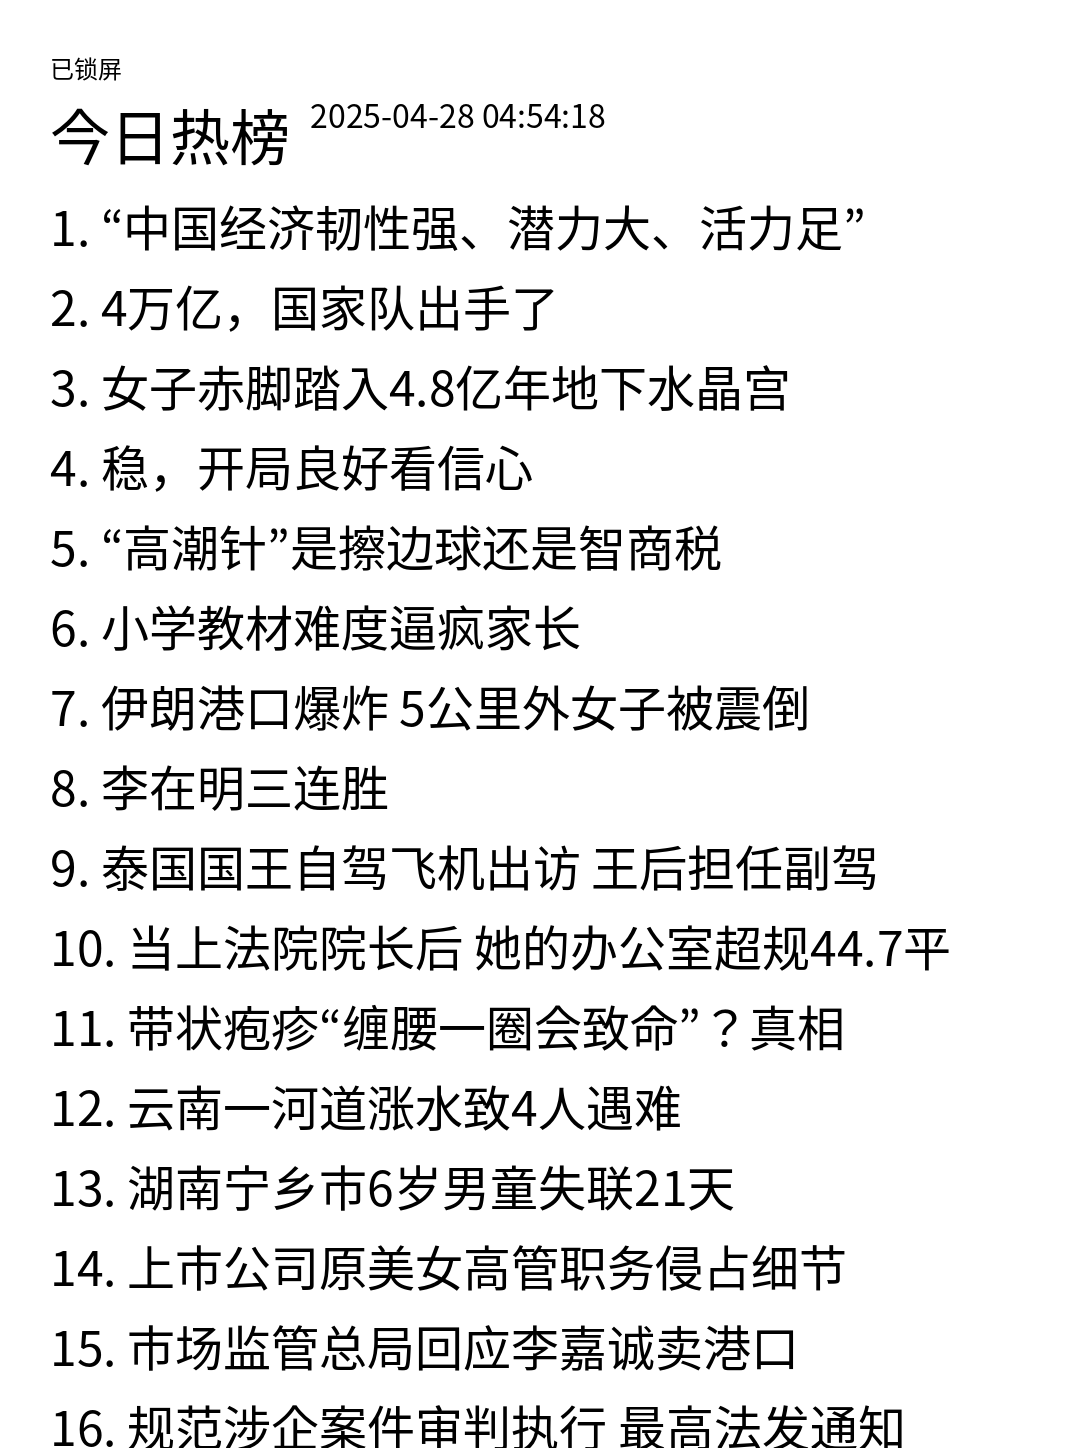 已锁屏
今日热榜 2025-04-28 04:54:18
1. “中国经济韧性强、潜力大、活力足”
2. 4万亿，国家队出手了
3. 女子赤脚踏入4.8亿年地下水晶宫
4. 稳，开局良好看信心
5. “高潮针”是擦边球还是智商税
6. 小学教材难度逼疯家长
7. 伊朗港口爆炸 5公里外女子被震倒
8. 李在明三连胜
9. 泰国国王自驾飞机出访 王后担任副驾
10. 当上法院院长后 她的办公室超规44.7平
11. 带状疱疹“缠腰一圈会致命”？真相
12. 云南一河道涨水致4人遇难
13. 湖南宁乡市6岁男童失联21天
14. 上市公司原美女高管职务侵占细节
15. 市场监管总局回应李嘉诚卖港口
16. 规范涉企案件审判执行 最高法发通知